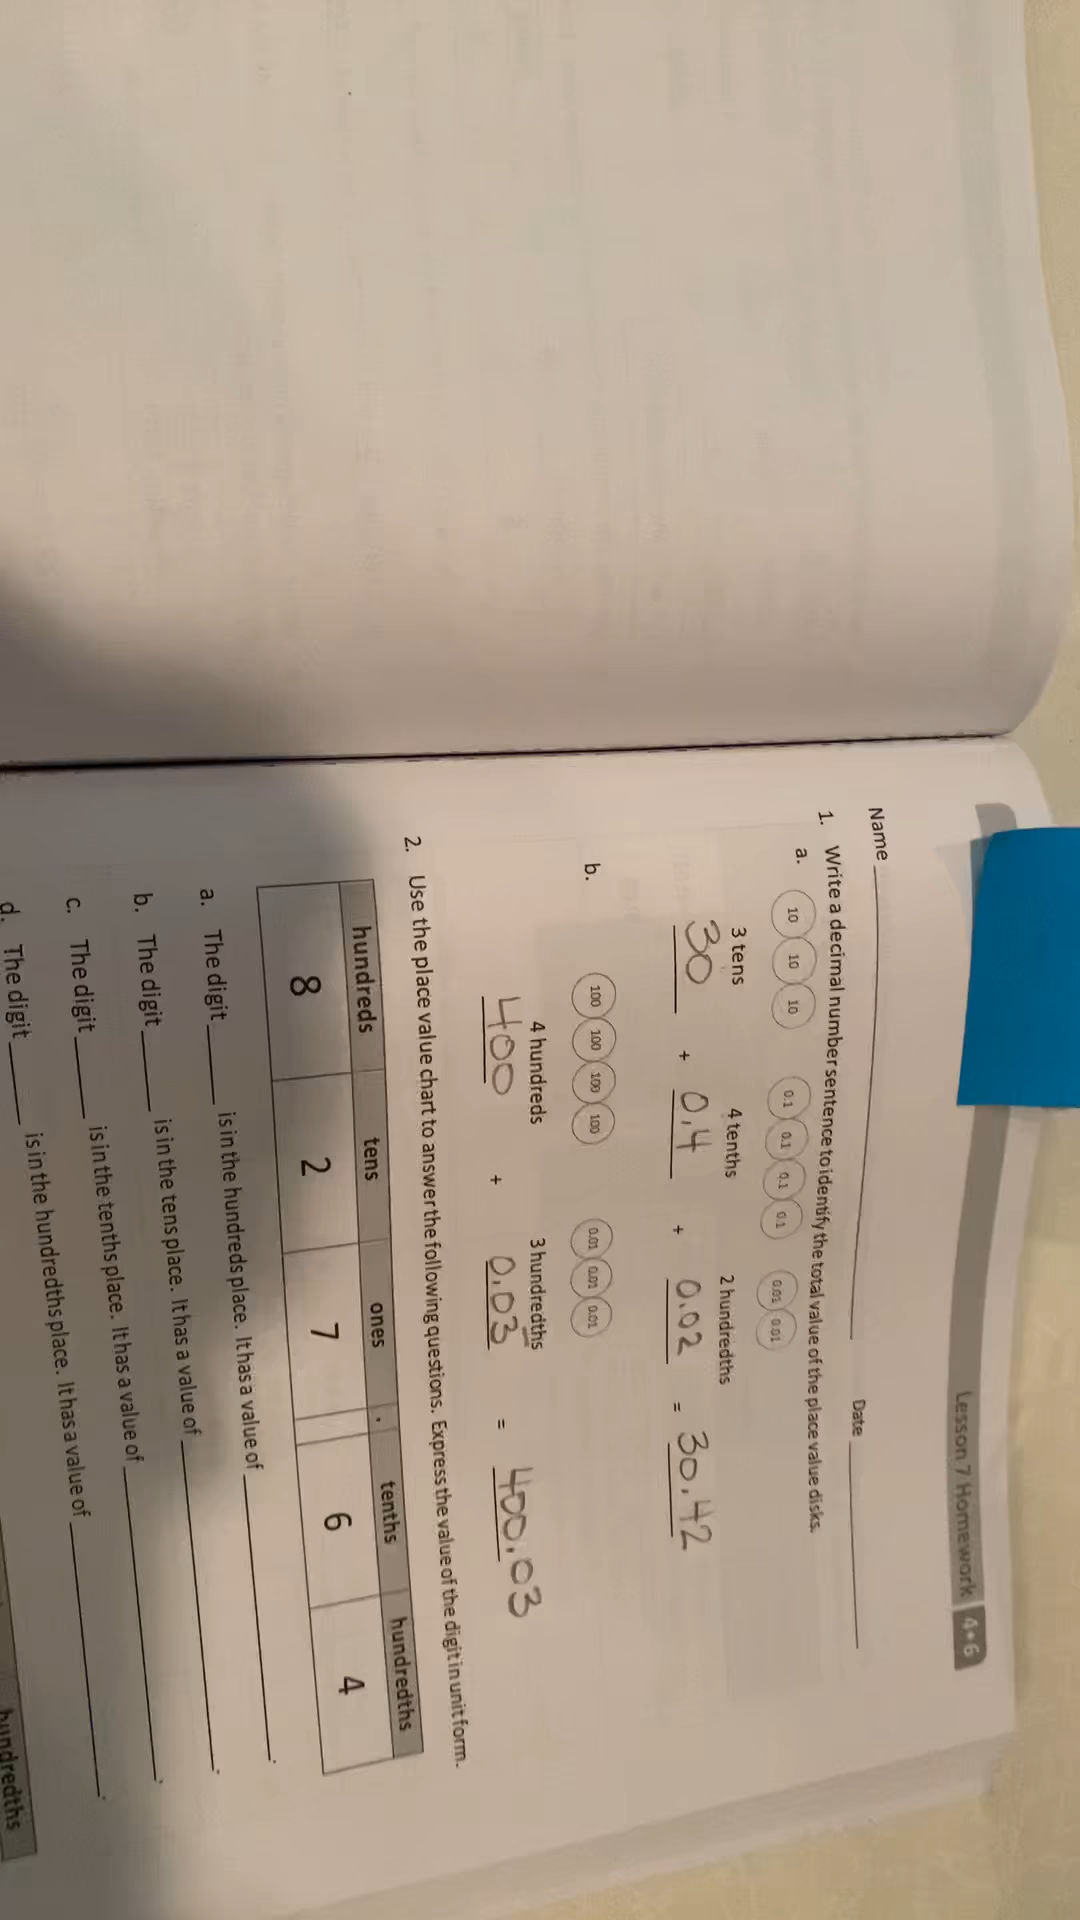 Lesson 7 Homework 4•6
Name Date
1. Write a decimal number sentence to identify the total value of the place value disks.
a. 10 10 10 0.1 0.1 0.1 0.1 0.01 0.01
3 tens 4 tenths 2 hundredths
30 + 0.4 + 0.02 = 30.42
b. 100 100 100 100 0.01 0.01 0.01
4 hundreds 3 hundredths
400 + 0.03 = 400.03
2. Use the place value chart to answer the following questions. Express the value of the digit in unit form.
hundreds tens ones . tenths hundredths
8 2 7 6 4
a. The digit is in the hundreds place. It has a value of .
b. The digit is in the tens place. It has a value of .
c. The digit is in the tenths place. It has a value of .
d. The digit is in the hundredths place. It has a value of .
hundredths